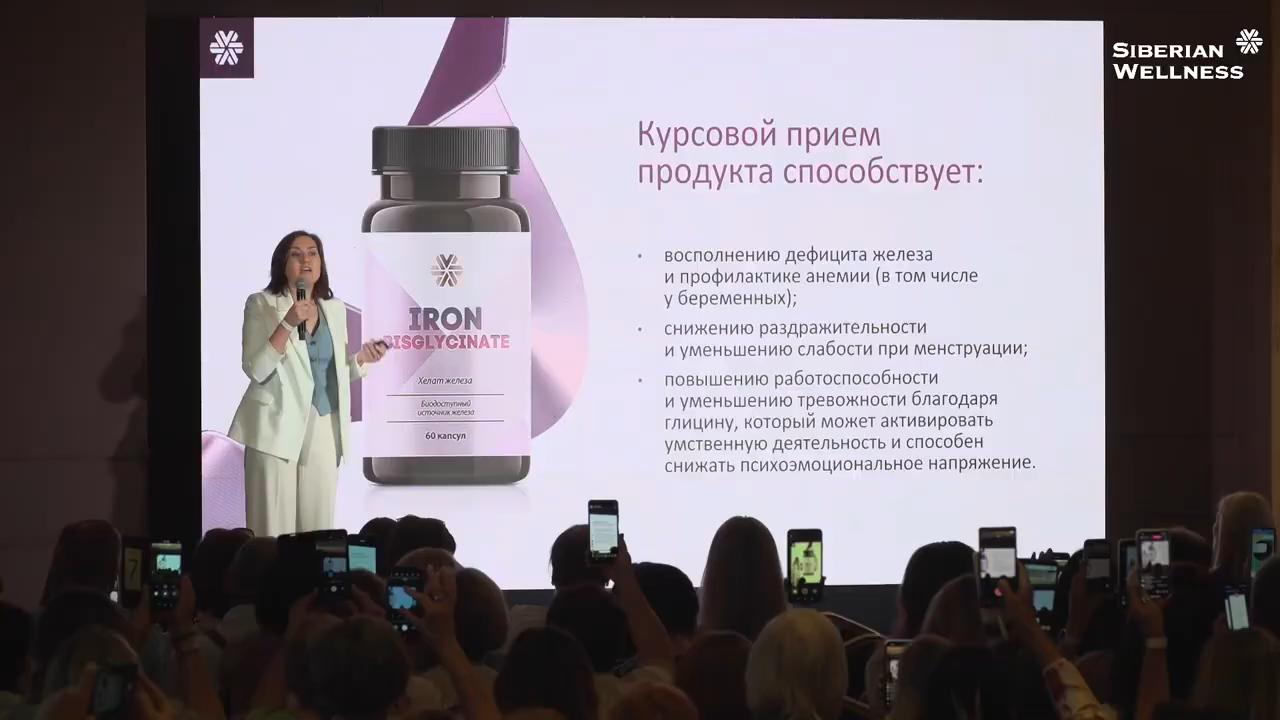 SIBERIAN
WELLNESS
Курсовой прием
продукта способствует:
• восполнению дефицита железа
и профилактике анемии (в том числе
у беременных);
• снижению раздражительности
и уменьшению слабости при менструации;
• повышению работоспособности
и уменьшению тревожности благодаря
глицину, который может активировать
умственную деятельность и способен
снижать психоэмоциональное напряжение.
IRON
BISGLYCINATE
Хелат железа
Биодоступный
источник железа
60 капсул